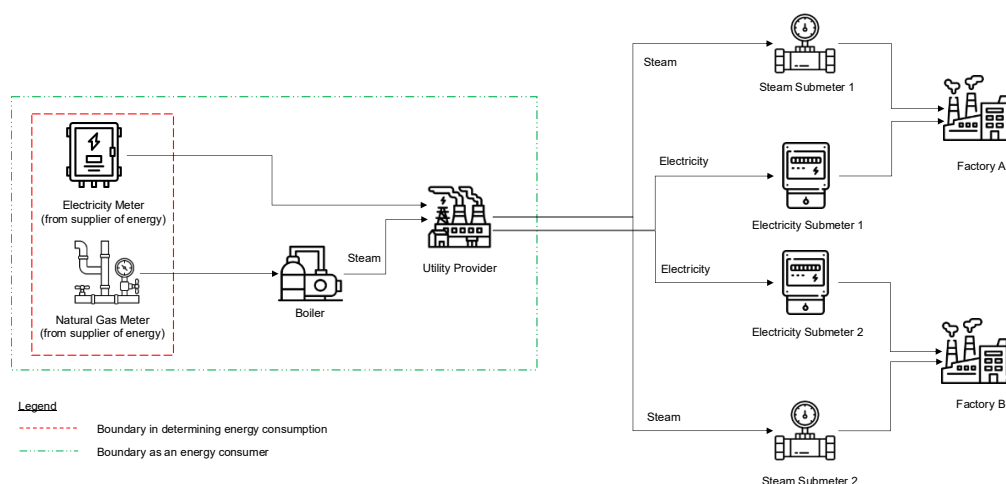 Steam
Steam Submeter 1
Factory A
Electricity
Electricity Submeter 1
Electricity Meter
(from supplier of energy)
Steam
Utility Provider
Electricity
Electricity Submeter 2
Natural Gas Meter
(from supplier of energy)
Boiler
Factory B
Steam
Steam Submeter 2
Legend
Boundary in determining energy consumption
Boundary as an energy consumer